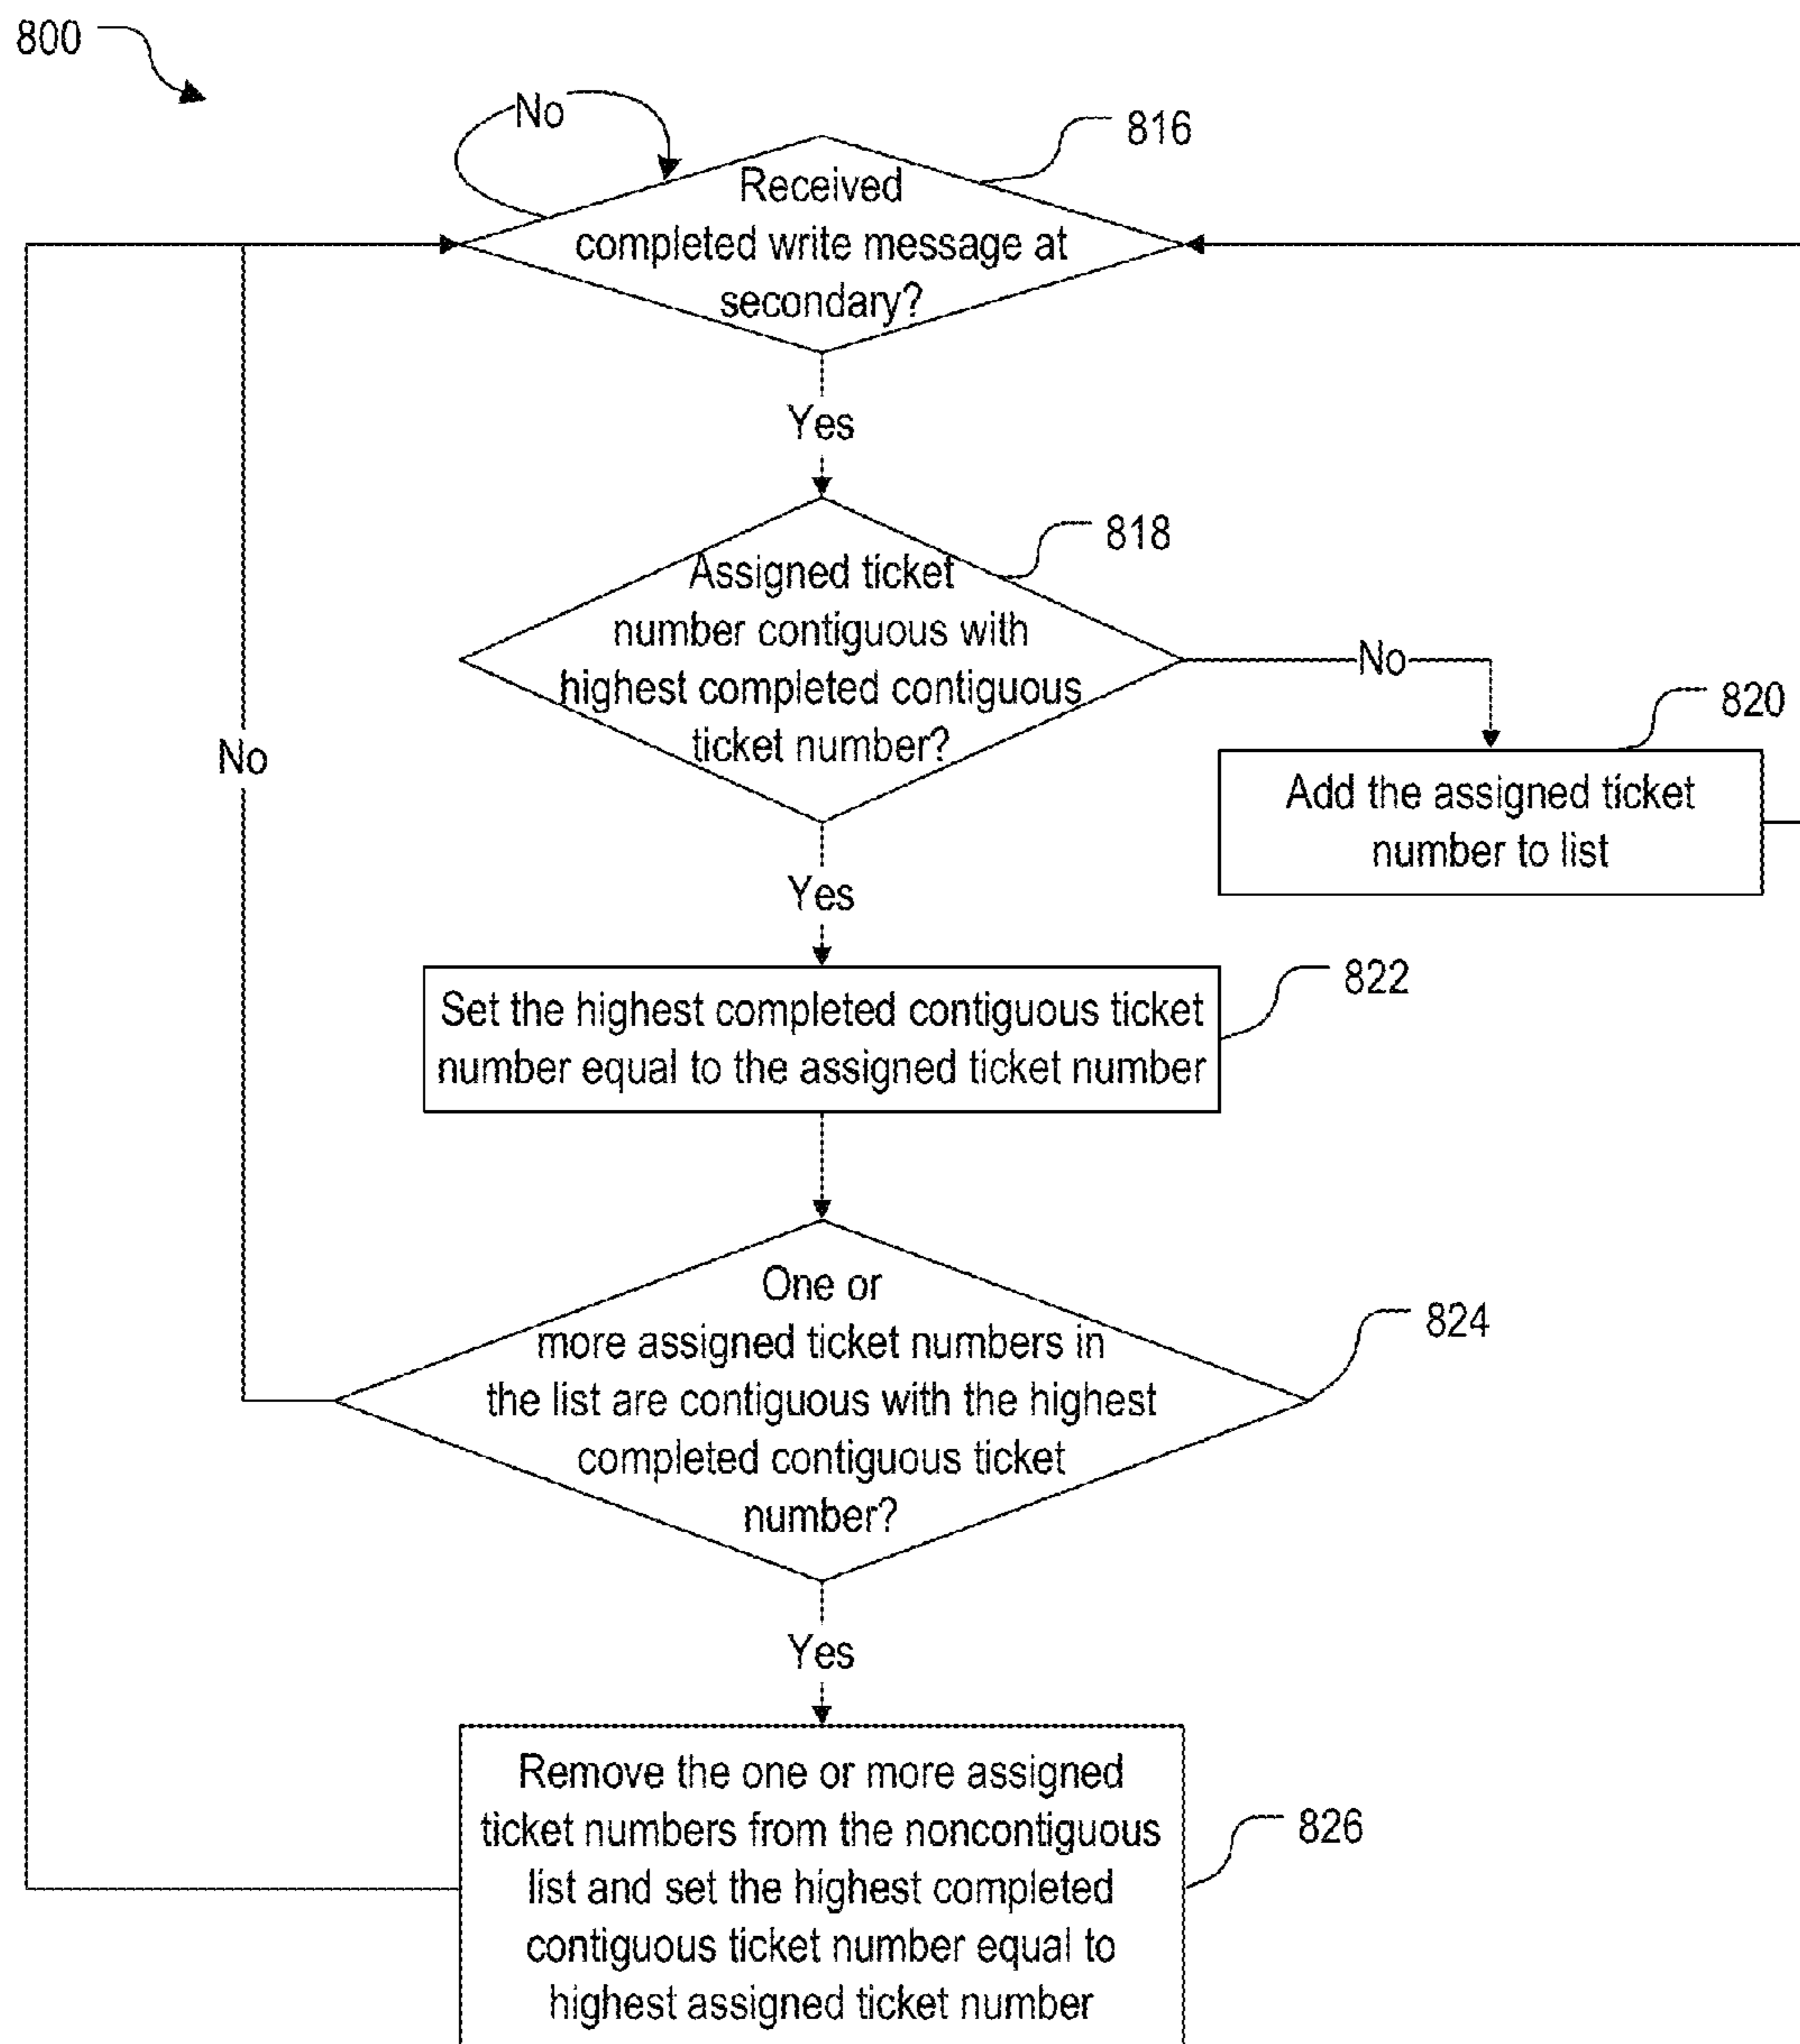 800
No
816
Received
completed write message at
secondary?
Yes
818
Assigned ticket
number contiguous with
highest completed contiguous
ticket number?
No
820
No
Add the assigned ticket
number to list
Yes
822
Set the highest completed contiguous ticket
number equal to the assigned ticket number
824
One or
more assigned ticket numbers in
the list are contiguous with the highest
completed contiguous ticket
number?
Yes
826
Remove the one or more assigned
ticket numbers from the noncontiguous
list and set the highest completed
contiguous ticket number equal to
highest assigned ticket number